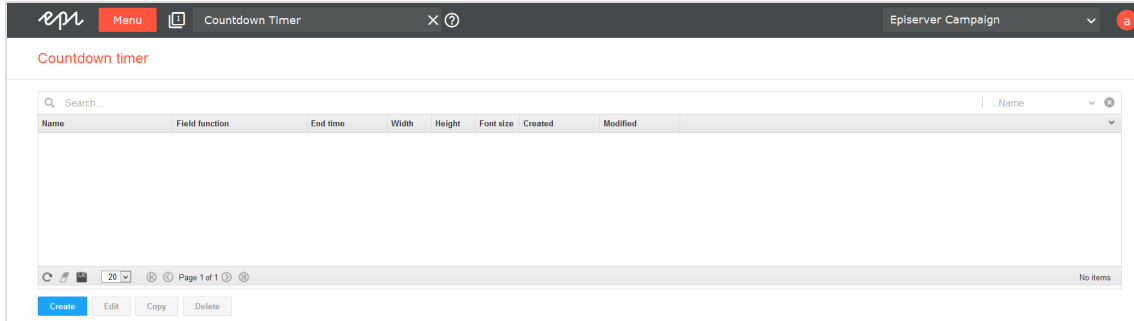 epi Menu 1 Countdown Timer Episerver Campaign a
Countdown timer
Search ... ...Name
Name Field function End time Width Height Font size Created Modified
20 Page 1 of 1 No items
Create Edit Copy Delete